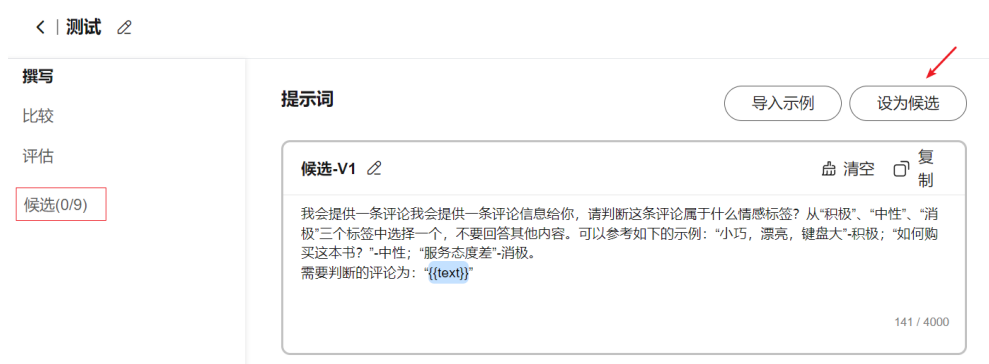 测试
撰写
比较
评估
候选(0/9)
提示词
导入示例
设为候选
候选-V1
清空
复
制
我会提供一条评论我会提供一条评论信息给你，请判断这条评论属于什么情感标签？从“积极”、“中性”、“消
极”三个标签中选择一个，不要回答其他内容。可以参考如下的示例：“小巧，漂亮，键盘大”-积极；“如何购
买这本书？”-中性；“服务态度差”-消极。
需要判断的评论为：“{{text}}”
141 / 4000